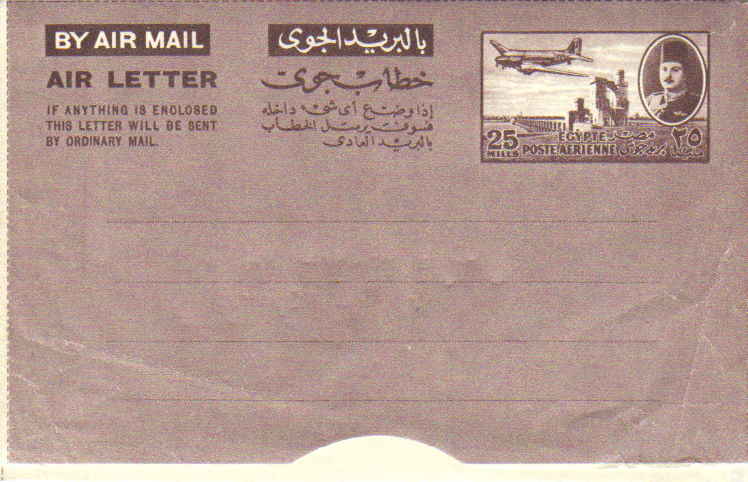 BY AIR MAIL
AIR LETTER
IF ANYTHING IS ENCLOSED
THIS LETTER WILL BE SENT
BY ORDINARY MAIL.
بالبريد الجوى
خطاب جوى
إذا وضع أى شىء داخله
فسوف يرسل الخطاب
بالبريد العادى
EGYPTE مصر
25 MILLS POSTE AERIENNE بريد جوى ٢٥